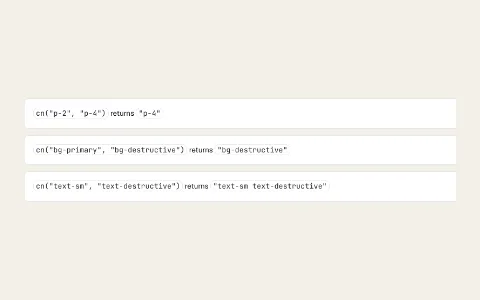 cn("p-2", "p-4") returns "p-4"
cn("bg-primary", "bg-destructive") returns "bg-destructive"
cn("text-sm", "text-destructive") returns "text-sm text-destructive"